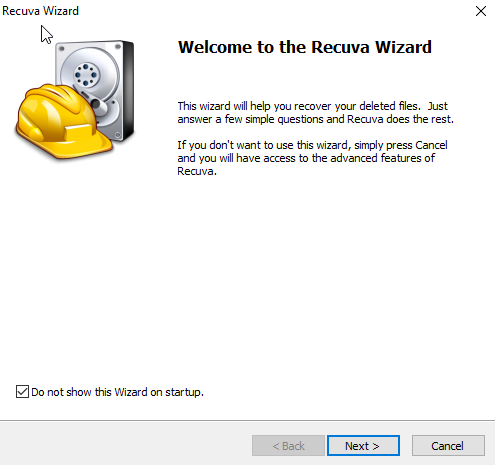 Recuva Wizard
Welcome to the Recuva Wizard
This wizard will help you recover your deleted files.  Just
answer a few simple questions and Recuva does the rest.
If you don't want to use this wizard, simply press Cancel
and you will have access to the advanced features of
Recuva.
Do not show this Wizard on startup.
< Back
Next >
Cancel